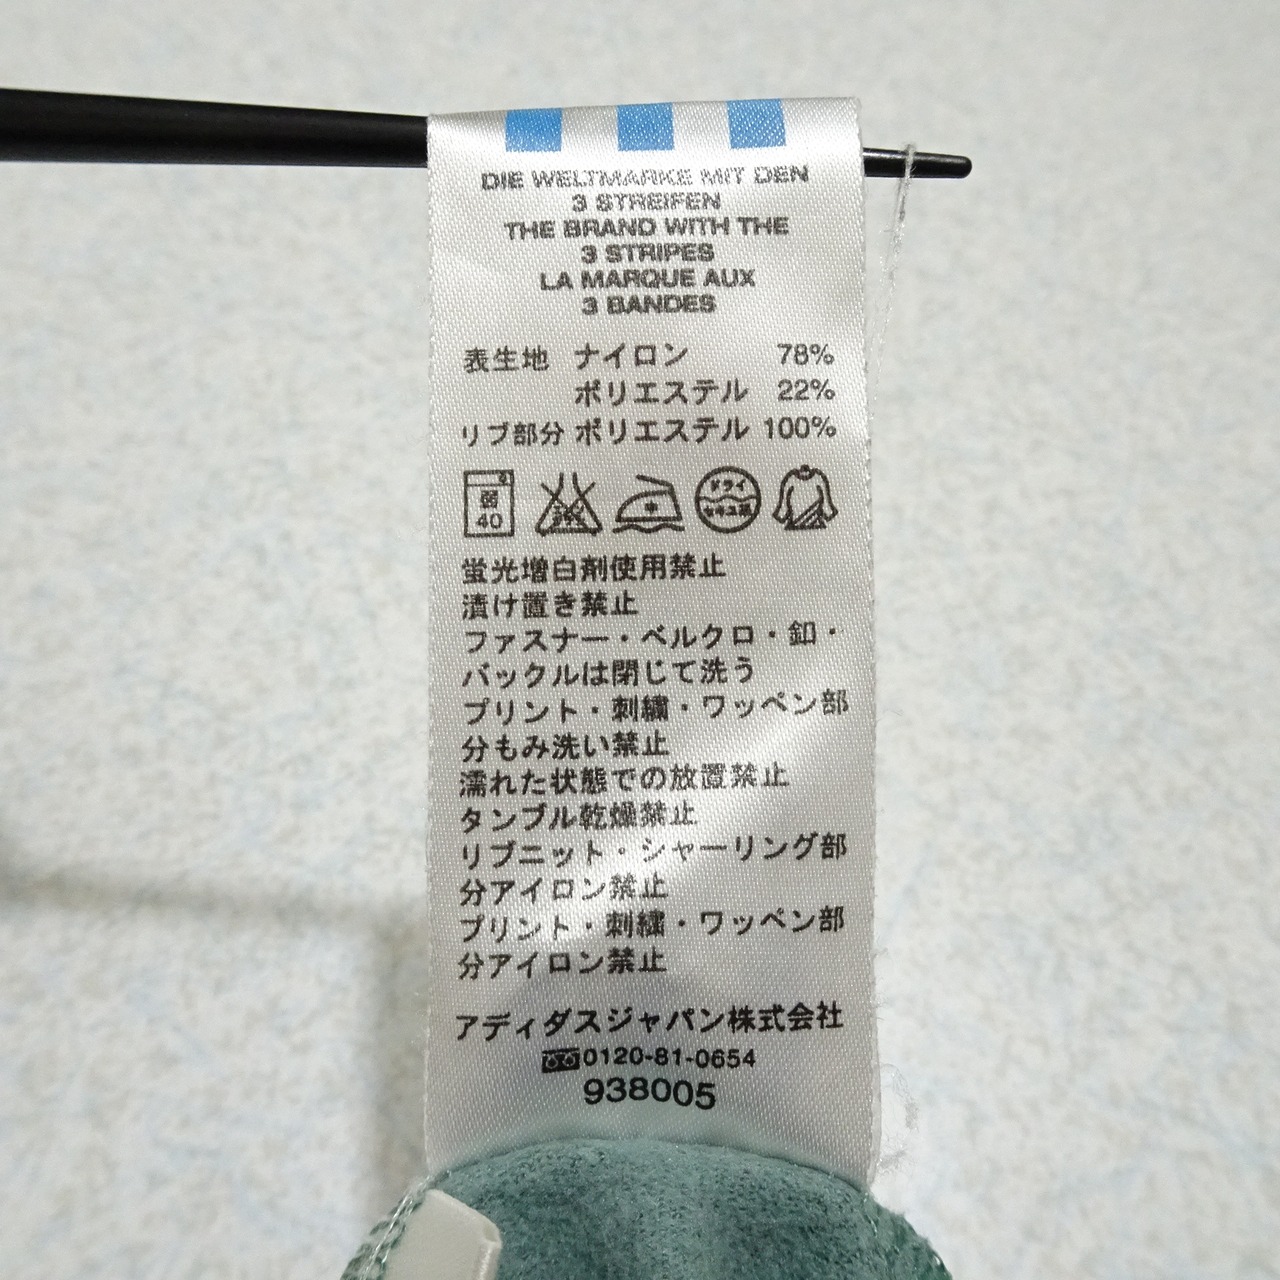 DIE WELTMARKE MIT DEN
3 STREIFEN
THE BRAND WITH THE
3 STRIPES
LA MARQUE AUX
3 BANDES
表生地 ナイロン 78%
ポリエステル 22%
リブ部分 ポリエステル 100%
弱 40 ドライ セキユ系
蛍光増白剤使用禁止
漬け置き禁止
ファスナー・ベルクロ・釦・
バックルは閉じて洗う
プリント・刺繍・ワッペン部
分もみ洗い禁止
濡れた状態での放置禁止
タンブル乾燥禁止
リブニット・シャーリング部
分アイロン禁止
プリント・刺繍・ワッペン部
分アイロン禁止
アディダスジャパン株式会社
0120-81-0654
938005